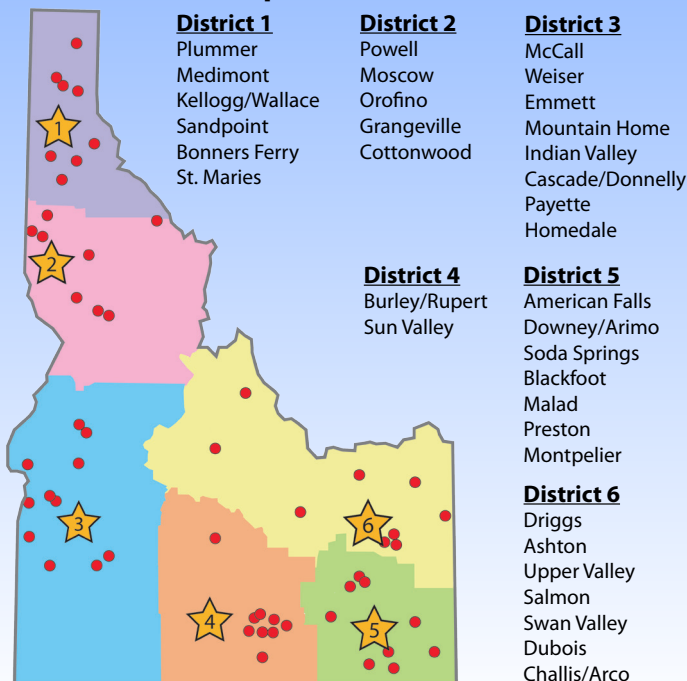 District 1
Plummer
Medimont
Kellogg/Wallace
Sandpoint
Bonners Ferry
St. Maries
District 2
Powell
Moscow
Orofino
Grangeville
Cottonwood
District 3
McCall
Weiser
Emmett
Mountain Home
Indian Valley
Cascade/Donnelly
Payette
Homedale
District 4
Burley/Rupert
Sun Valley
District 5
American Falls
Downey/Arimo
Soda Springs
Blackfoot
Malad
Preston
Montpelier
District 6
Driggs
Ashton
Upper Valley
Salmon
Swan Valley
Dubois
Challis/Arco
1
2
3
6
4
5